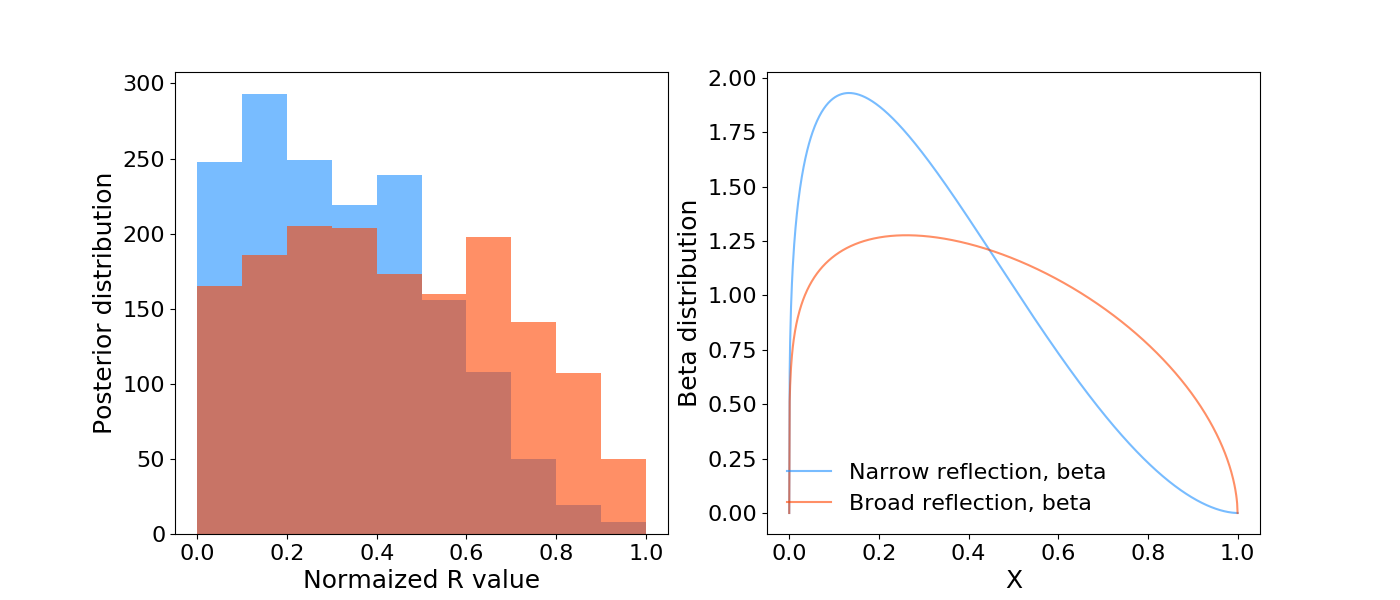 300
250
200
150
100
50
0
Posterior distribution
0.0 0.2 0.4 0.6 0.8 1.0
Normaized R value
2.00
1.75
1.50
1.25
1.00
0.75
0.50
0.25
0.00
Beta distribution
Narrow reflection, beta
Broad reflection, beta
0.0 0.2 0.4 0.6 0.8 1.0
X